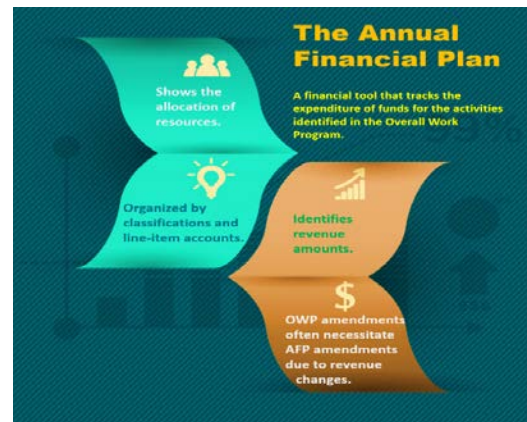 The Annual
Financial Plan
A financial tool that tracks the
expenditure of funds for the activities
identified in the Overall Work
Program.
Shows the
allocation of
resources.
Organized by
classifications and
line-item accounts.
Identifies
revenue
amounts.
$
OWP amendments
often necessitate
AFP amendments
due to revenue
changes.